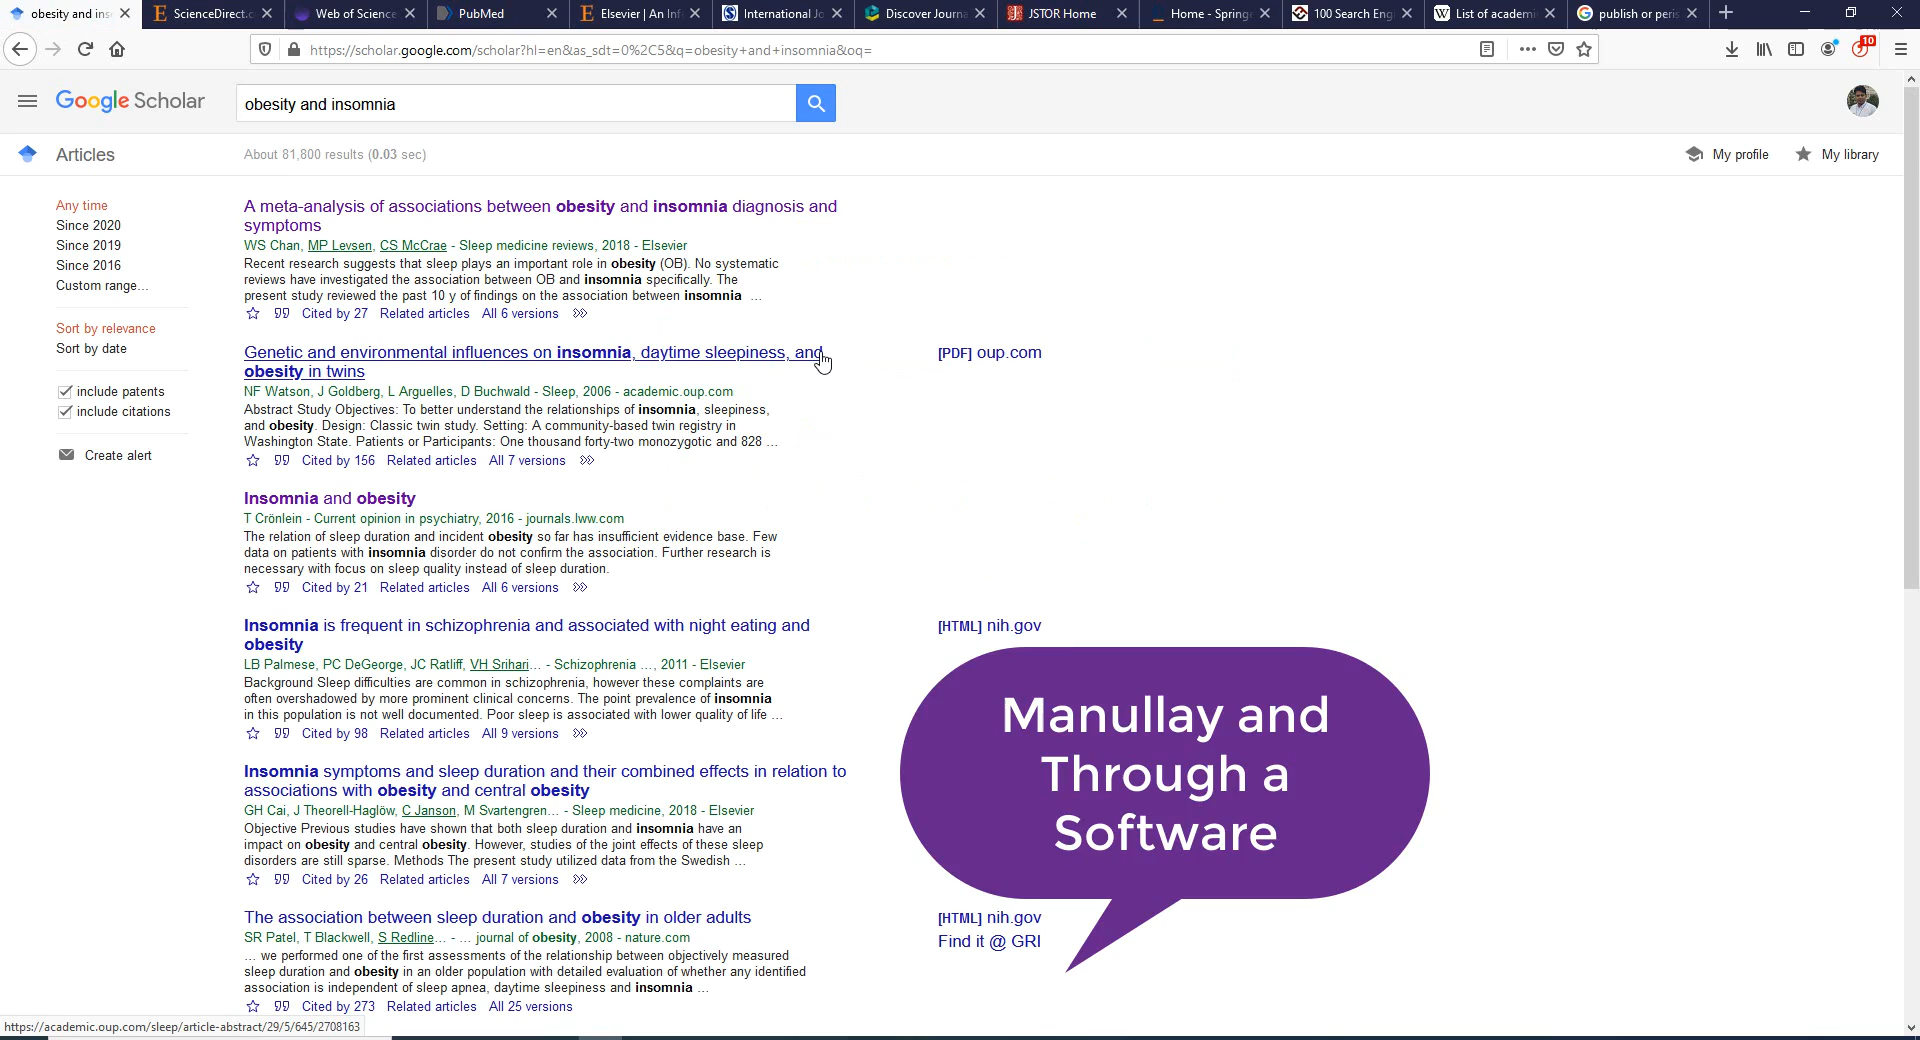 obesity and ins
ScienceDirect.c
Web of Science
PubMed
Elsevier | An Inf
International Jo
Discover Journa
JSTOR Home
Home - Springe
100 Search Eng
List of academi
publish or peris
https://scholar.google.com/scholar?hl=en&as_sdt=0%2C5&q=obesity+and+insomnia&oq=
10
Google Scholar
obesity and insomnia
Articles
About 81,800 results (0.03 sec)
My profile
My library
Any time
Since 2020
Since 2019
Since 2016
Custom range...
Sort by relevance
Sort by date
include patents
include citations
Create alert
A meta-analysis of associations between obesity and insomnia diagnosis and
symptoms
WS Chan, MP Levsen, CS McCrae - Sleep medicine reviews, 2018 - Elsevier
Recent research suggests that sleep plays an important role in obesity (OB). No systematic
reviews have investigated the association between OB and insomnia specifically. The
present study reviewed the past 10 y of findings on the association between insomnia ...
Cited by 27 Related articles All 6 versions
Genetic and environmental influences on insomnia, daytime sleepiness, and
obesity in twins
[PDF] oup.com
NF Watson, J Goldberg, L Arguelles, D Buchwald - Sleep, 2006 - academic.oup.com
Abstract Study Objectives: To better understand the relationships of insomnia, sleepiness,
and obesity. Design: Classic twin study. Setting: A community-based twin registry in
Washington State. Patients or Participants: One thousand forty-two monozygotic and 828 ...
Cited by 156 Related articles All 7 versions
Insomnia and obesity
T Crönlein - Current opinion in psychiatry, 2016 - journals.lww.com
The relation of sleep duration and incident obesity so far has insufficient evidence base. Few
data on patients with insomnia disorder do not confirm the association. Further research is
necessary with focus on sleep quality instead of sleep duration.
Cited by 21 Related articles All 6 versions
Insomnia is frequent in schizophrenia and associated with night eating and
obesity
[HTML] nih.gov
LB Palmese, PC DeGeorge, JC Ratliff, VH Srihari... - Schizophrenia ..., 2011 - Elsevier
Background Sleep difficulties are common in schizophrenia, however these complaints are
often overshadowed by more prominent clinical concerns. The point prevalence of insomnia
in this population is not well documented. Poor sleep is associated with lower quality of life ...
Cited by 98 Related articles All 9 versions
Insomnia symptoms and sleep duration and their combined effects in relation to
associations with obesity and central obesity
GH Cai, J Theorell-Haglöw, C Janson, M Svartengren... - Sleep medicine, 2018 - Elsevier
Objective Previous studies have shown that both sleep duration and insomnia have an
impact on obesity and central obesity. However, studies of the joint effects of these sleep
disorders are still sparse. Methods The present study utilized data from the Swedish ...
Cited by 26 Related articles All 7 versions
The association between sleep duration and obesity in older adults
[HTML] nih.gov
Find it @ GRI
SR Patel, T Blackwell, S Redline... - ... journal of obesity, 2008 - nature.com
... we performed one of the first assessments of the relationship between objectively measured
sleep duration and obesity in an older population with detailed evaluation of whether any identified
association is independent of sleep apnea, daytime sleepiness and insomnia ...
Cited by 273 Related articles All 25 versions
Manullay and
Through a
Software
https://academic.oup.com/sleep/article-abstract/29/5/645/2708163